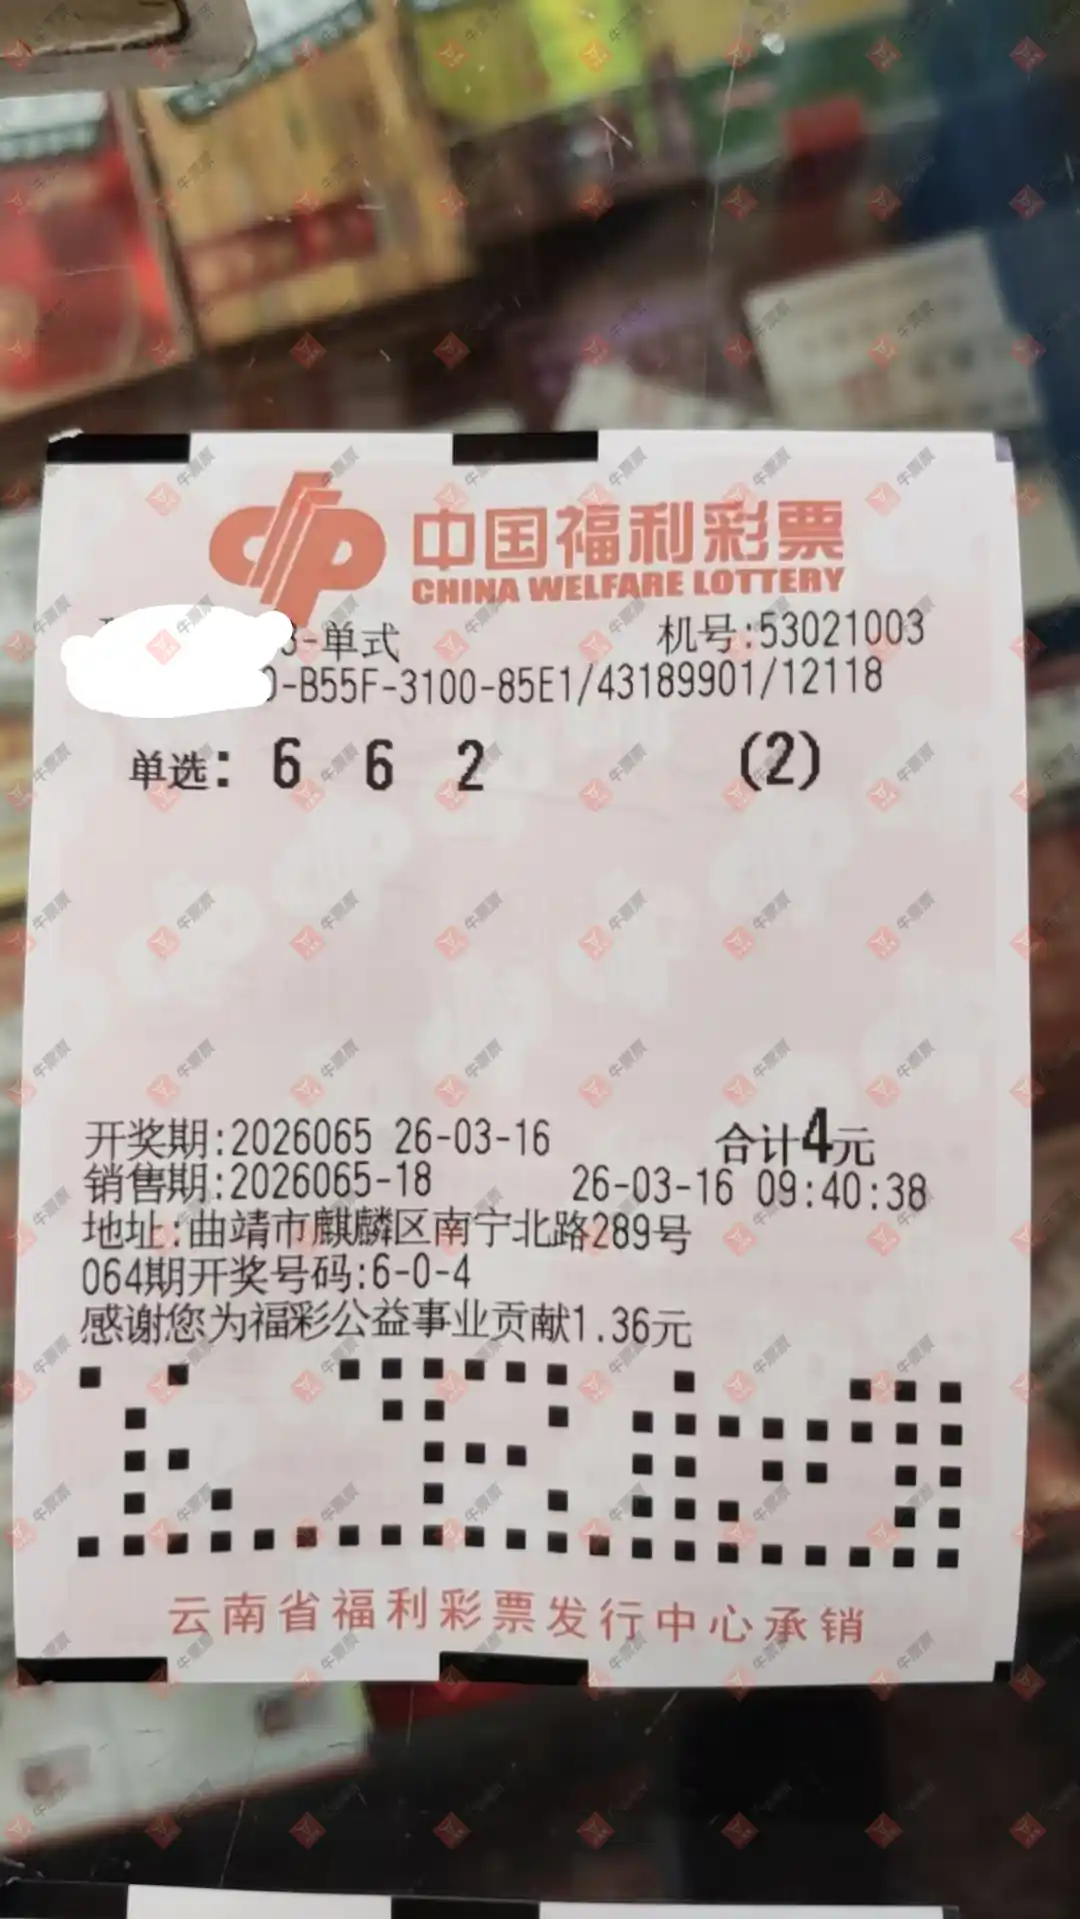 中国福利彩票
CHINA WELFARE LOTTERY
3-单式 机号:53021003
0-B55F-3100-85E1/43189901/12118
单选: 6 6 2 (2)
开奖期:2026065 26-03-16 合计4元
销售期:2026065-18 26-03-16 09:40:38
地址:曲靖市麒麟区南宁北路289号
064期开奖号码:6-0-4
感谢您为福彩公益事业贡献1.36元
云南省福利彩票发行中心承销
牛票票